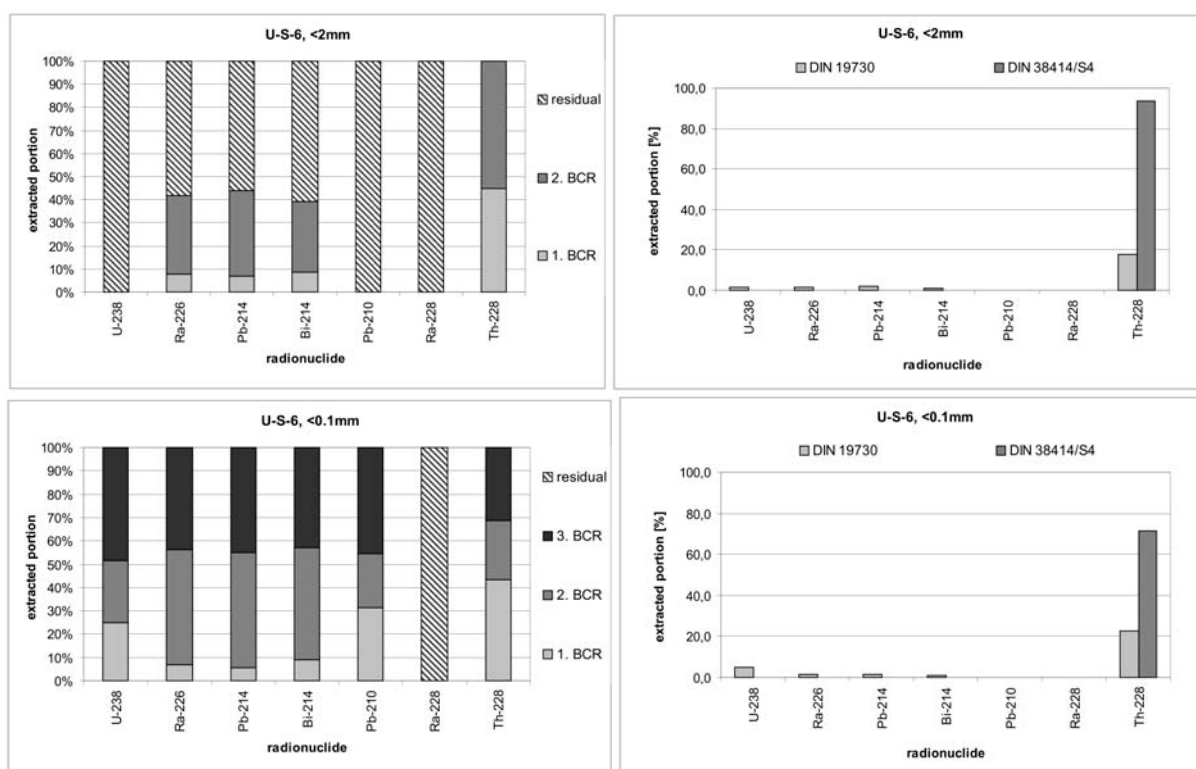 U-S-6, <2mm
100%
90%
80%
70%
60%
50%
40%
30%
20%
10%
0%
extracted portion
U-238
Ra-226
Pb-214
Bi-214
Pb-210
Ra-228
Th-228
radionuclide
residual
2. BCR
1. BCR
U-S-6, <2mm
DIN 19730
DIN 38414/S4
100,0
80,0
60,0
40,0
20,0
0,0
extracted portion [%]
U-238
Ra-226
Pb-214
Bi-214
Pb-210
Ra-228
Th-228
radionuclide
U-S-6, <0.1mm
100%
90%
80%
70%
60%
50%
40%
30%
20%
10%
0%
extracted portion
U-238
Ra-226
Pb-214
Bi-214
Pb-210
Ra-228
Th-228
radionuclide
residual
3. BCR
2. BCR
1. BCR
U-S-6, <0.1mm
DIN 19730
DIN 38414/S4
100,0
80,0
60,0
40,0
20,0
0,0
extracted portion [%]
U-238
Ra-226
Pb-214
Bi-214
Pb-210
Ra-228
Th-228
radionuclide